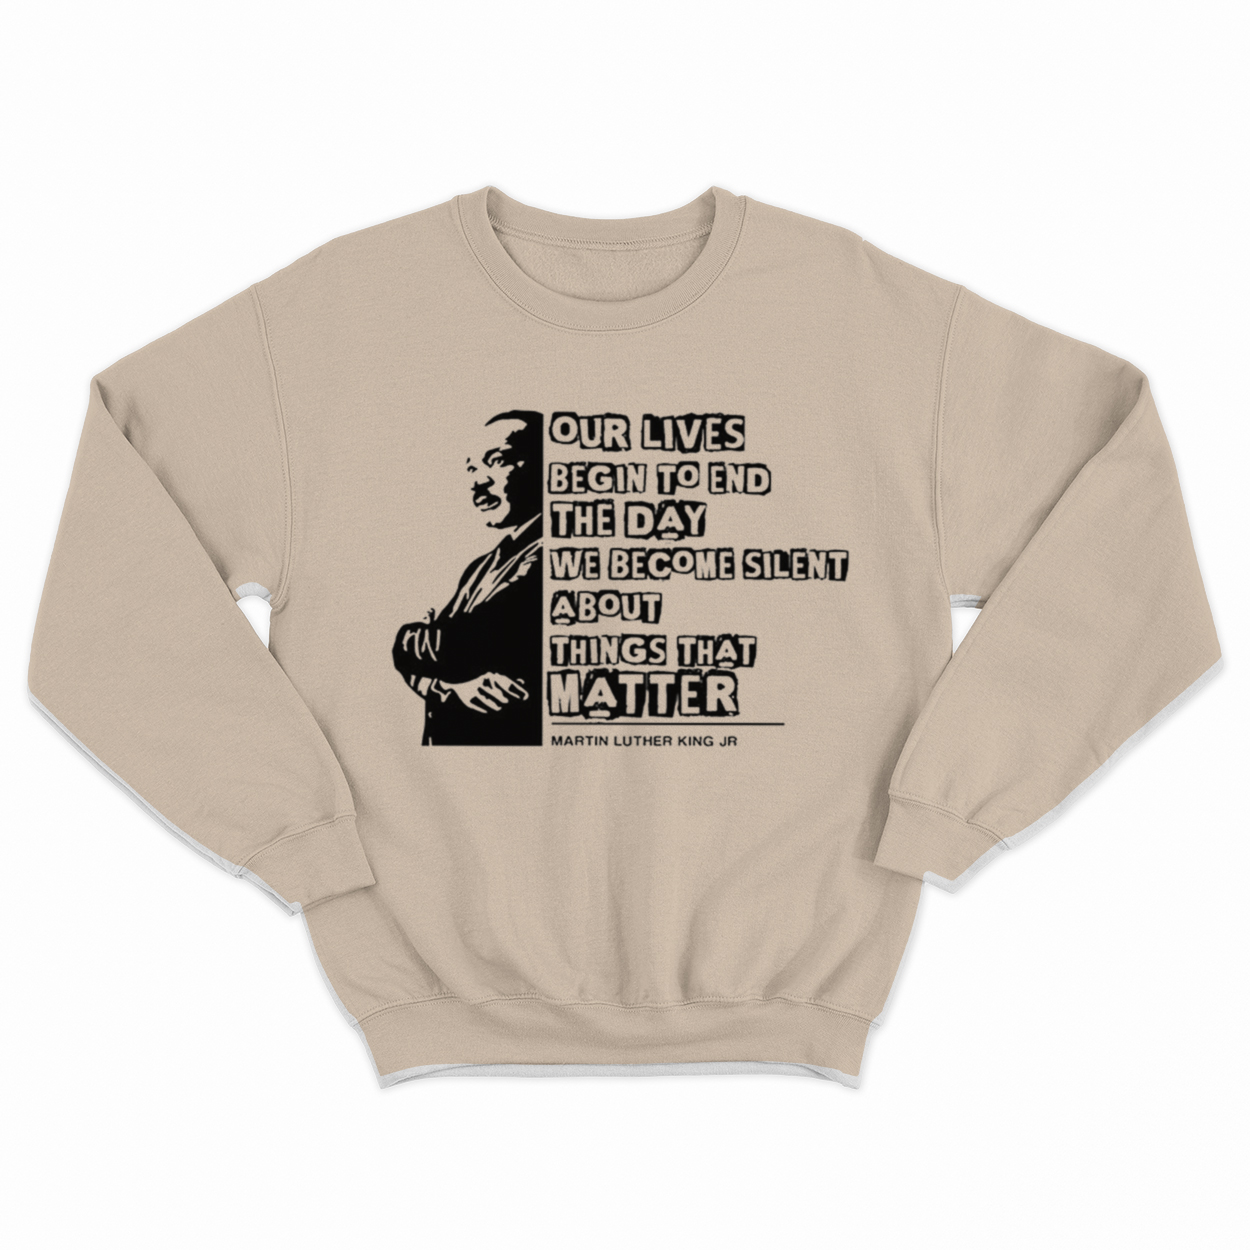 OUR LIVES
BEGIN TO END
THE DAY
WE BECOME SILENT
ABOUT
THINGS THAT
MATTER
MARTIN LUTHER KING JR